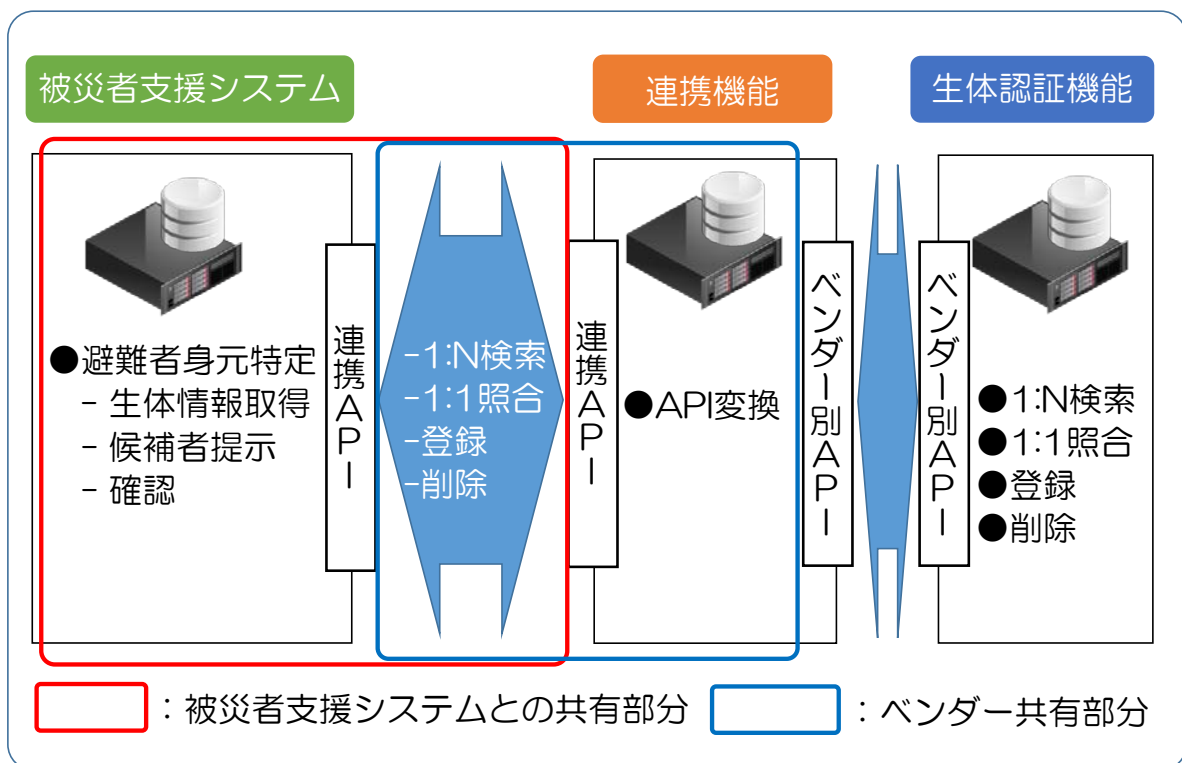 被災者支援システム
連携機能
生体認証機能
●避難者身元特定
- 生体情報取得
- 候補者提示
- 確認
連携API
-1:N検索
-1:1照合
-登録
-削除
連携API
●API変換
ベンダー別API
ベンダー別API
●1:N検索
●1:1照合
●登録
●削除
：被災者支援システムとの共有部分
：ベンダー共有部分